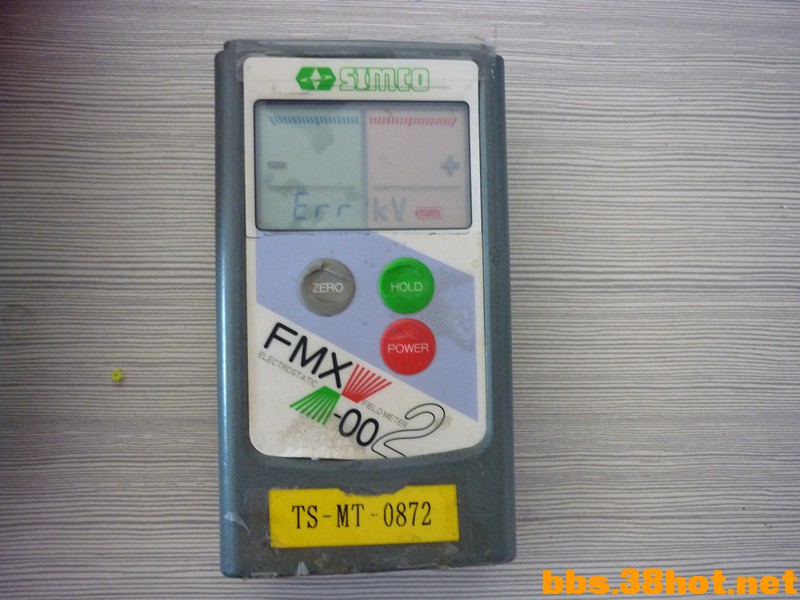 SIMCO
- +
Err kV
ZERO HOLD
POWER
FMX
ELECTROSTATIC
FIELD METER
-002
TS-MT-0872
bbs.38hot.net